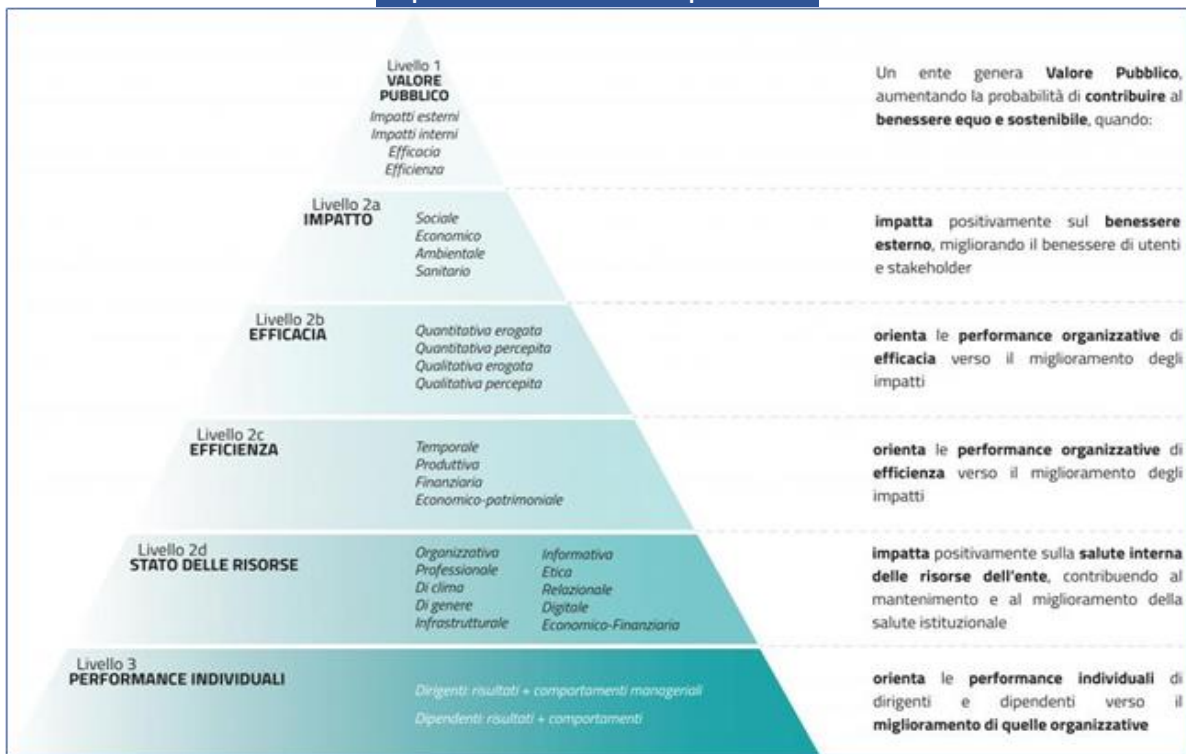 Livello 1
VALORE
PUBBLICO
Impatti esterni
Impatti interni
Efficacia
Efficienza
Un ente genera Valore Pubblico,
aumentando la probabilità di contribuire al
benessere equo e sostenibile, quando:
Livello 2a
IMPATTO
Sociale
Economico
Ambientale
Sanitario
impatta positivamente sul benessere
esterno, migliorando il benessere di utenti
e stakeholder
Livello 2b
EFFICACIA
Quantitativa erogata
Quantitativa percepita
Qualitativa erogata
Qualitativa percepita
orienta le performance organizzative di
efficacia verso il miglioramento degli
impatti
Livello 2c
EFFICIENZA
Temporale
Produttiva
Finanziaria
Economico-patrimoniale
orienta le performance organizzative di
efficienza verso il miglioramento degli
impatti
Livello 2d
STATO DELLE RISORSE
Organizzativa
Professionale
Di clima
Di genere
Infrastrutturale
Informativa
Etica
Relazionale
Digitale
Economico-Finanziaria
impatta positivamente sulla salute interna
delle risorse dell'ente, contribuendo al
mantenimento e al miglioramento della
salute istituzionale
Livello 3
PERFORMANCE INDIVIDUALI
Dirigenti: risultati + comportamenti manageriali
Dipendenti: risultati + comportamenti
orienta le performance individuali di
dirigenti e dipendenti verso il
miglioramento di quelle organizzative